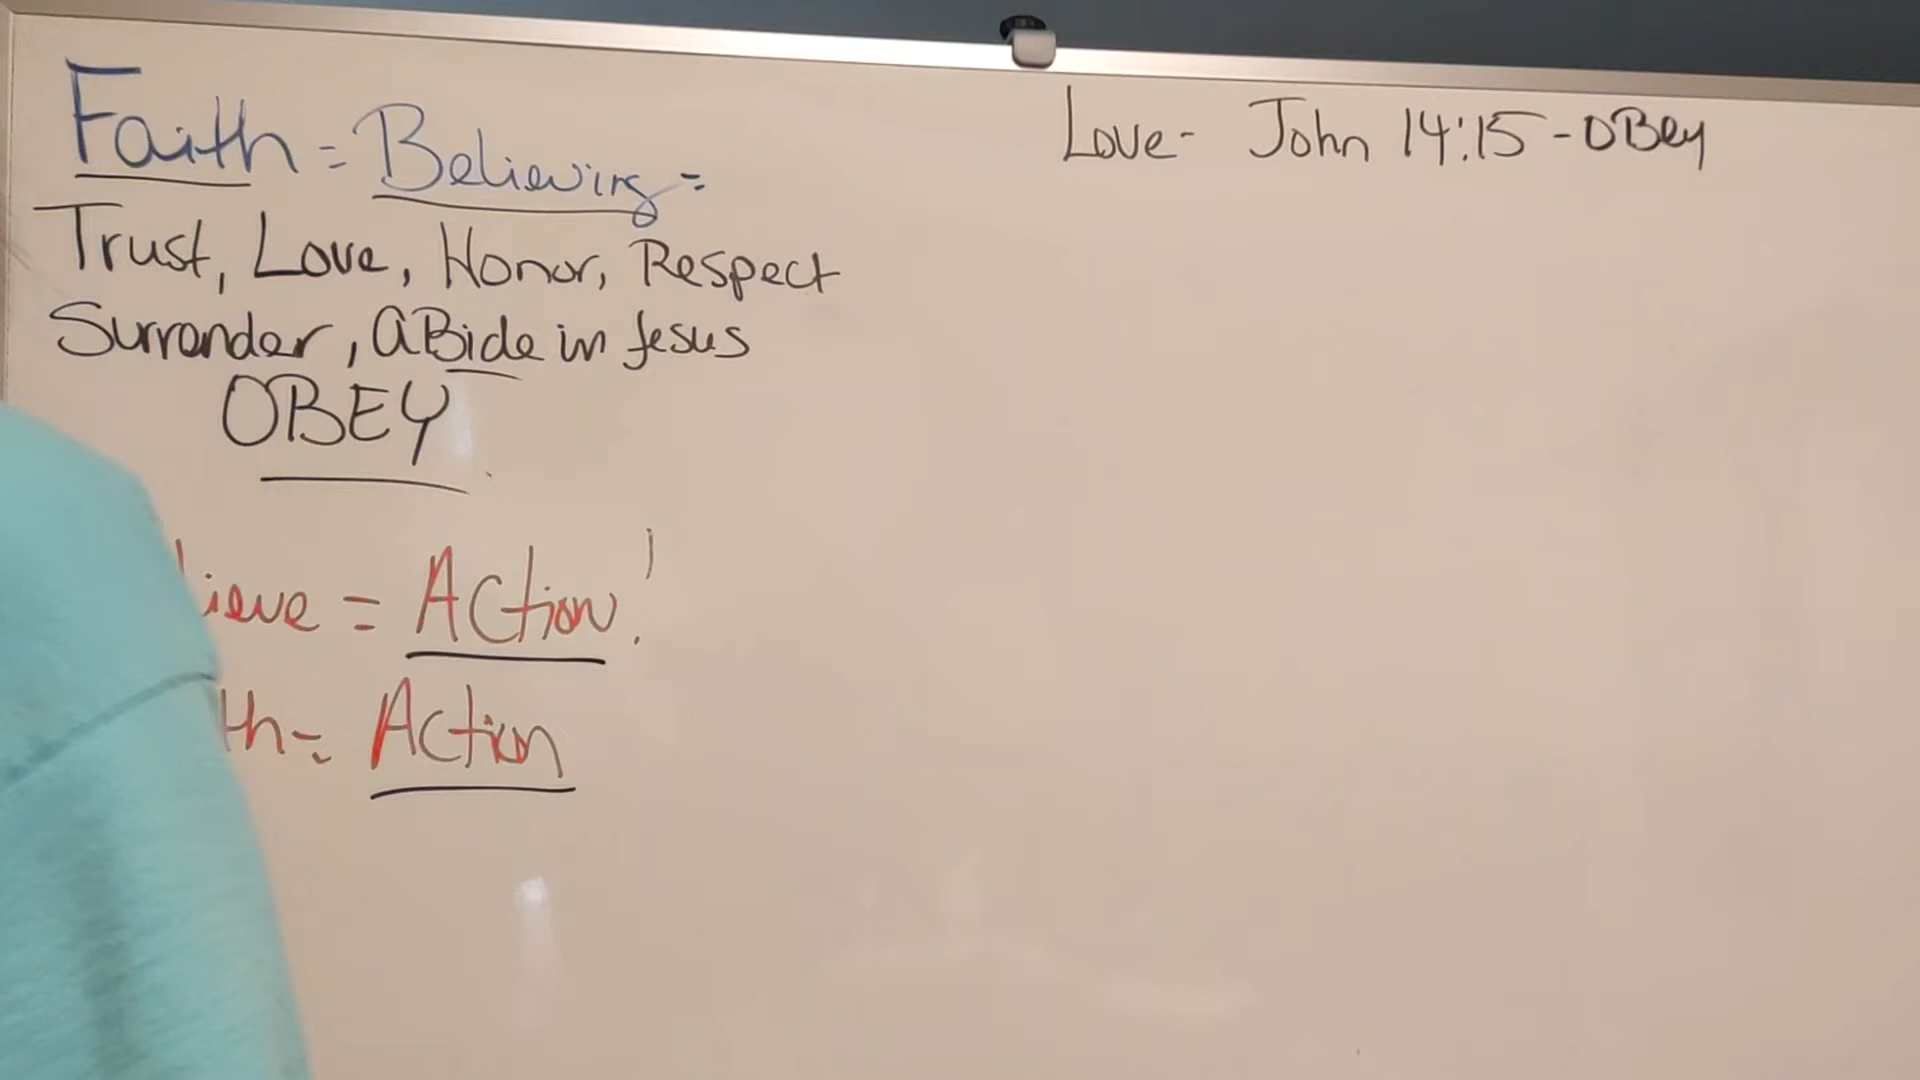 Faith = Believing =
Trust, Love, Honor, Respect
Surrender, aBide in Jesus
OBEY
ieve = Action!
th = Action
Love - John 14:15 - OBey